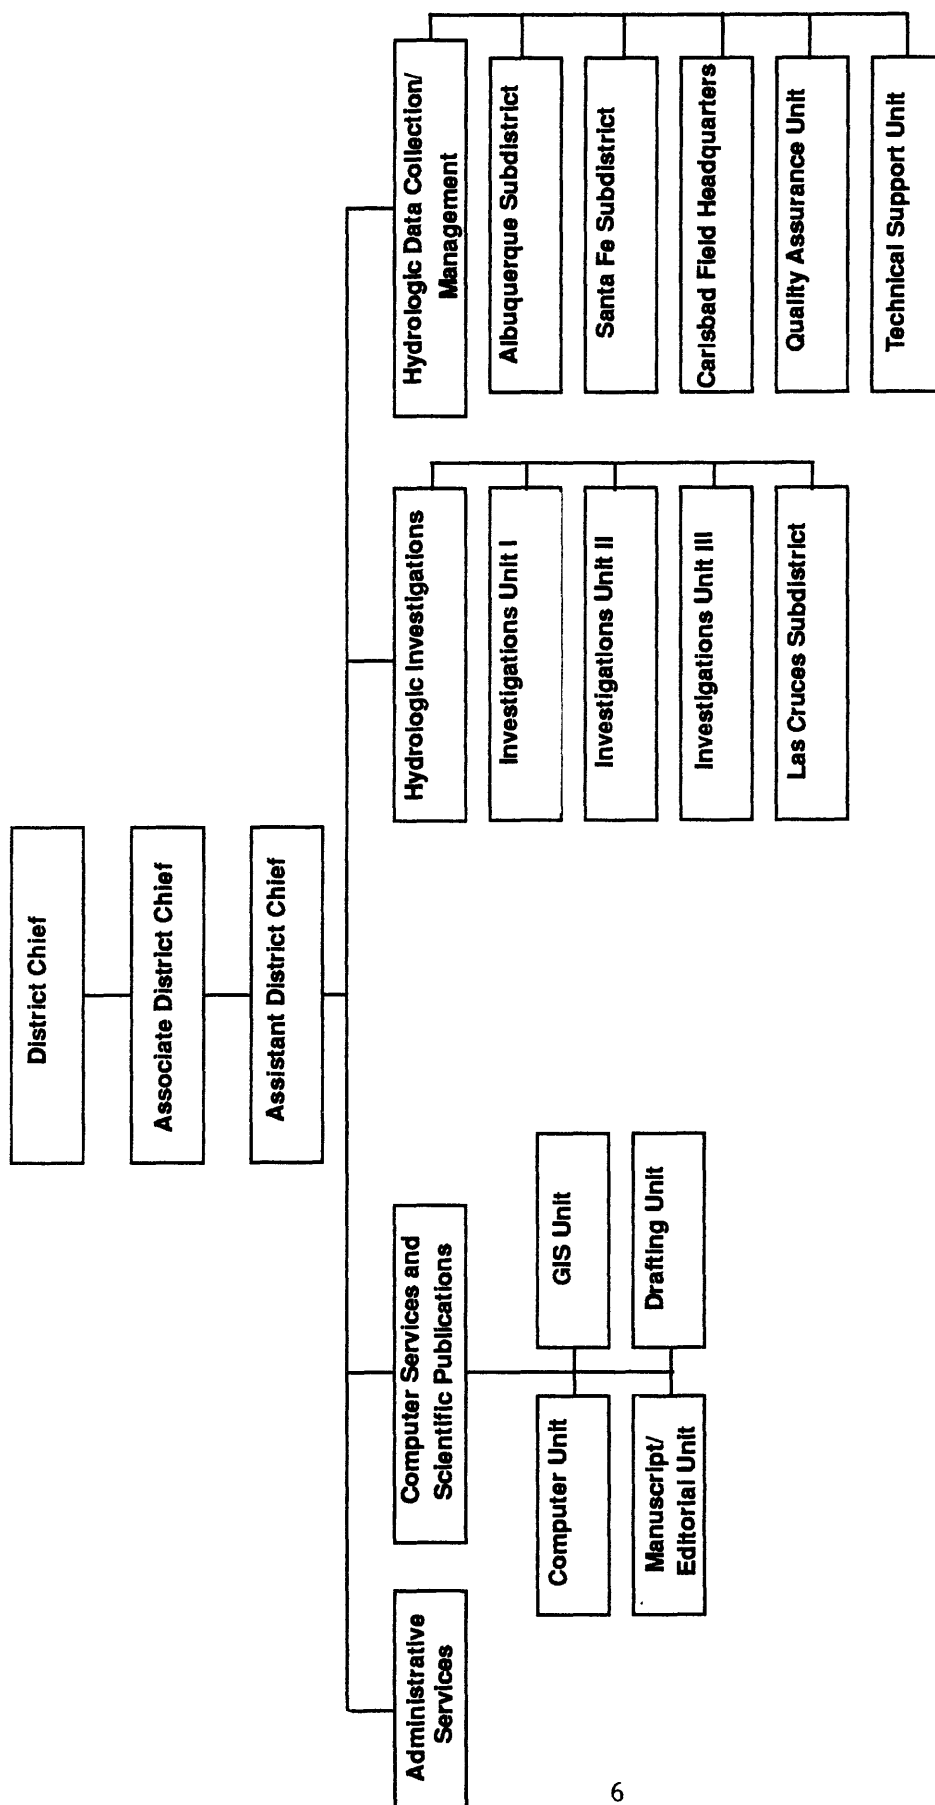 District Chief
Associate District Chief
Assistant District Chief
Administrative
Services
Computer Services and
Scientific Publications
Computer Unit
GIS Unit
Manuscript/
Editorial Unit
Drafting Unit
Hydrologic Investigations
Investigations Unit I
Investigations Unit II
Investigations Unit III
Las Cruces Subdistrict
Hydrologic Data Collection/
Management
Albuquerque Subdistrict
Santa Fe Subdistrict
Carlsbad Field Headquarters
Quality Assurance Unit
Technical Support Unit
6